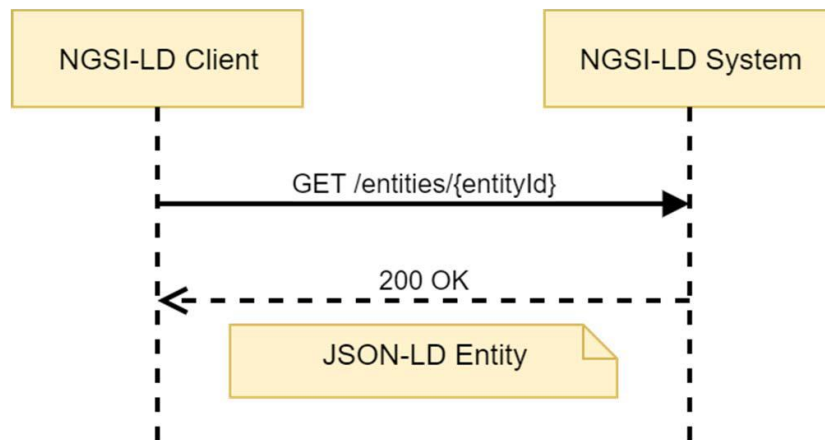 NGSI-LD Client
NGSI-LD System
GET /entities/{entityId}
200 OK
JSON-LD Entity